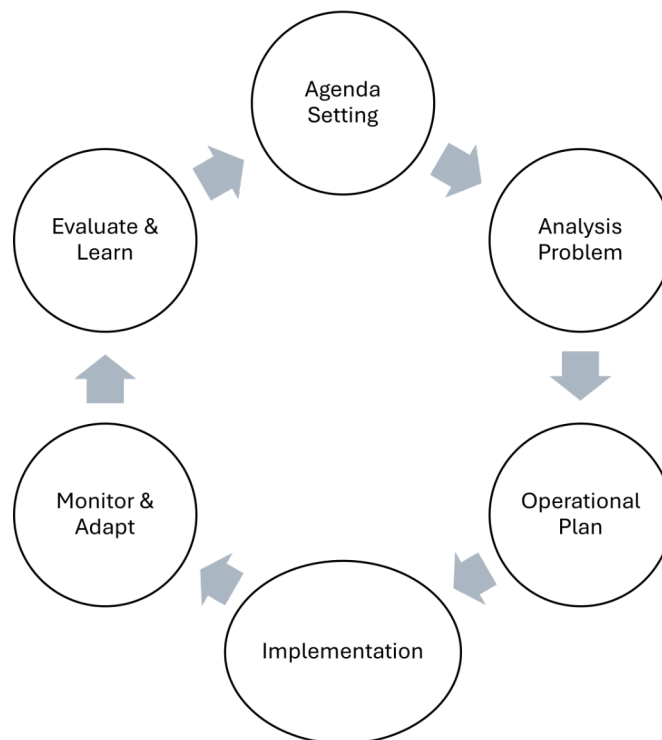 Agenda
Setting
Analysis
Problem
Operational
Plan
Implementation
Monitor &
Adapt
Evaluate &
Learn